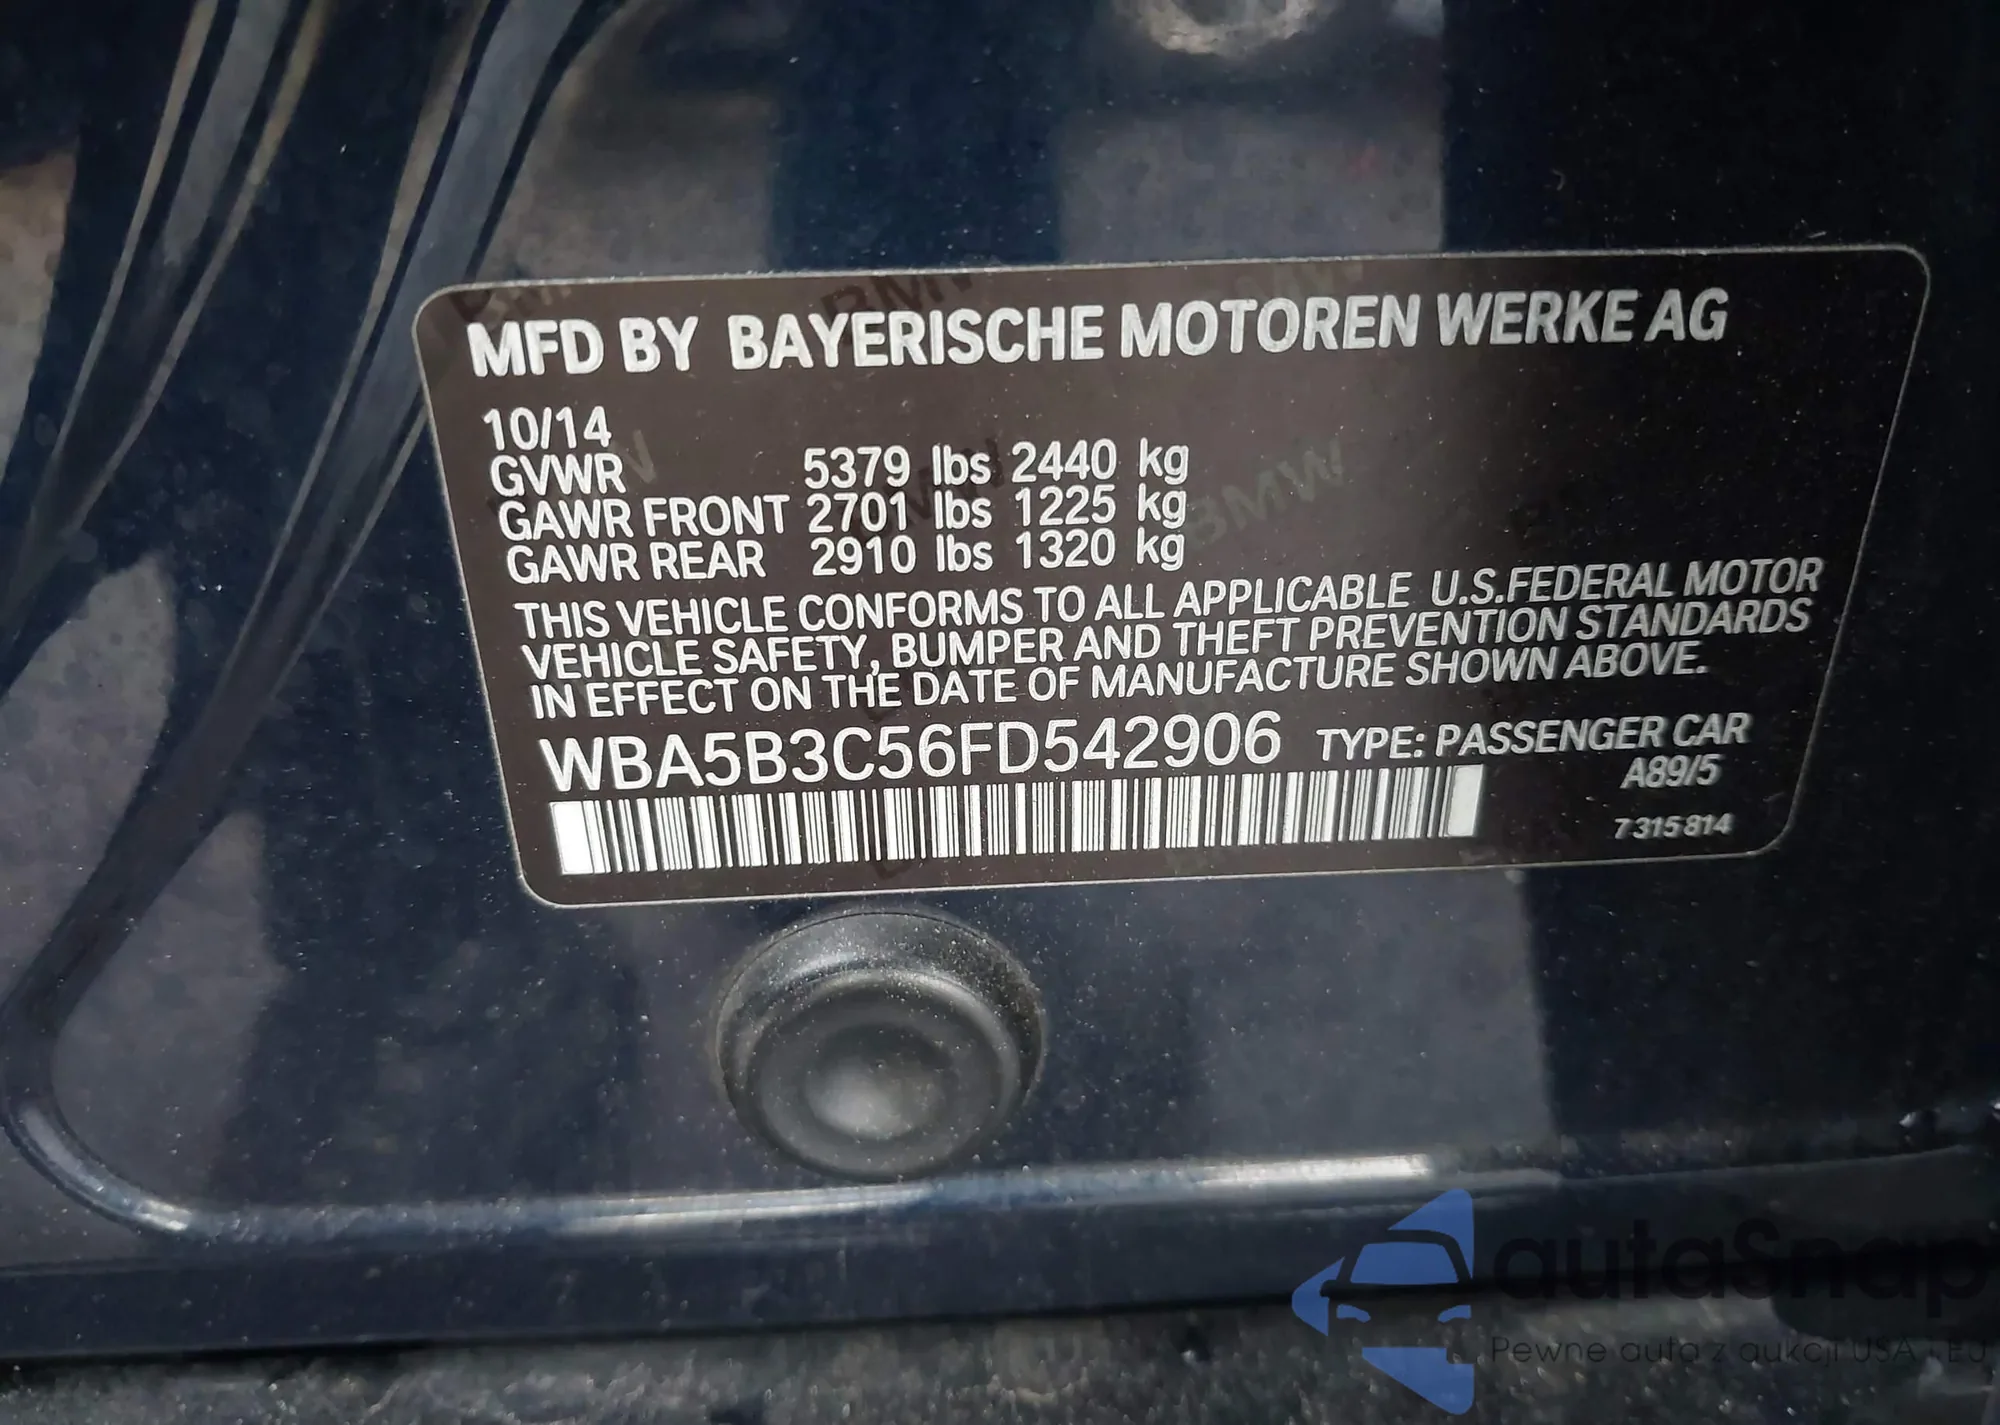 MFD BY BAYERISCHE MOTOREN WERKE AG
10/14
GVWR 5379 lbs 2440 kg
GAWR FRONT 2701 lbs 1225 kg
GAWR REAR 2910 lbs 1320 kg
THIS VEHICLE CONFORMS TO ALL APPLICABLE U.S.FEDERAL MOTOR
VEHICLE SAFETY, BUMPER AND THEFT PREVENTION STANDARDS
IN EFFECT ON THE DATE OF MANUFACTURE SHOWN ABOVE.
WBA5B3C56FD542906 TYPE: PASSENGER CAR
A89/5
7315814
autaSnap
Pewne auta z aukcji USA i EU